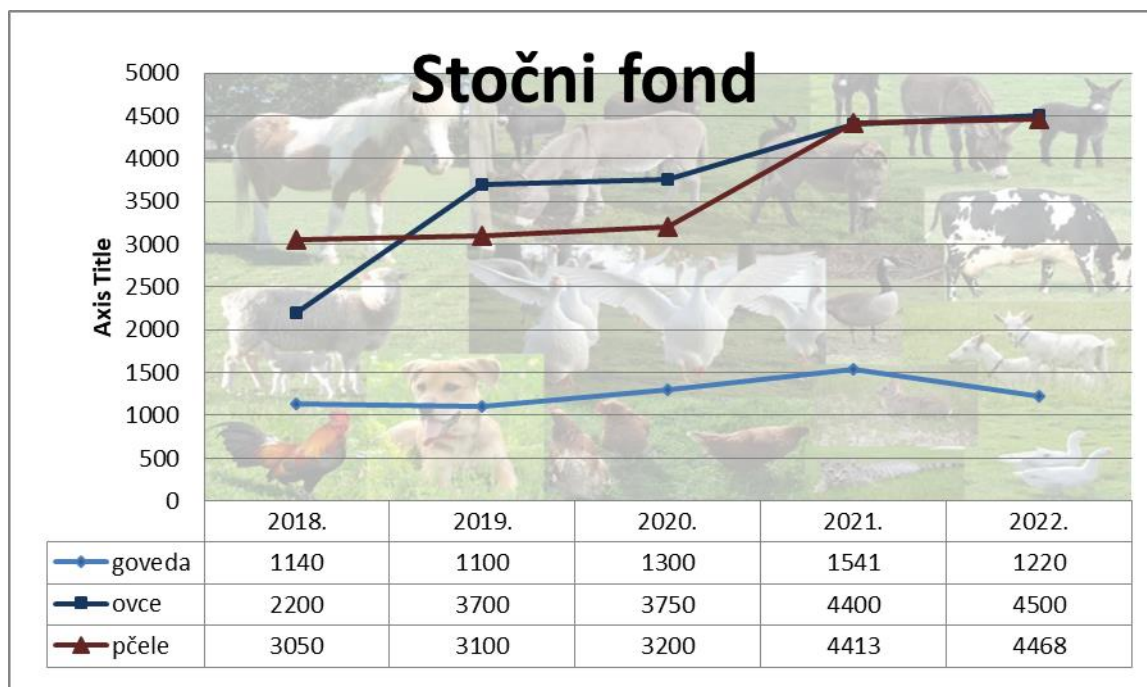 Stočni fond
5000
4500
4000
3500
3000
2500
2000
1500
1000
500
0
Axis Title
2018. 2019. 2020. 2021. 2022.
goveda 1140 1100 1300 1541 1220
ovce 2200 3700 3750 4400 4500
pčele 3050 3100 3200 4413 4468